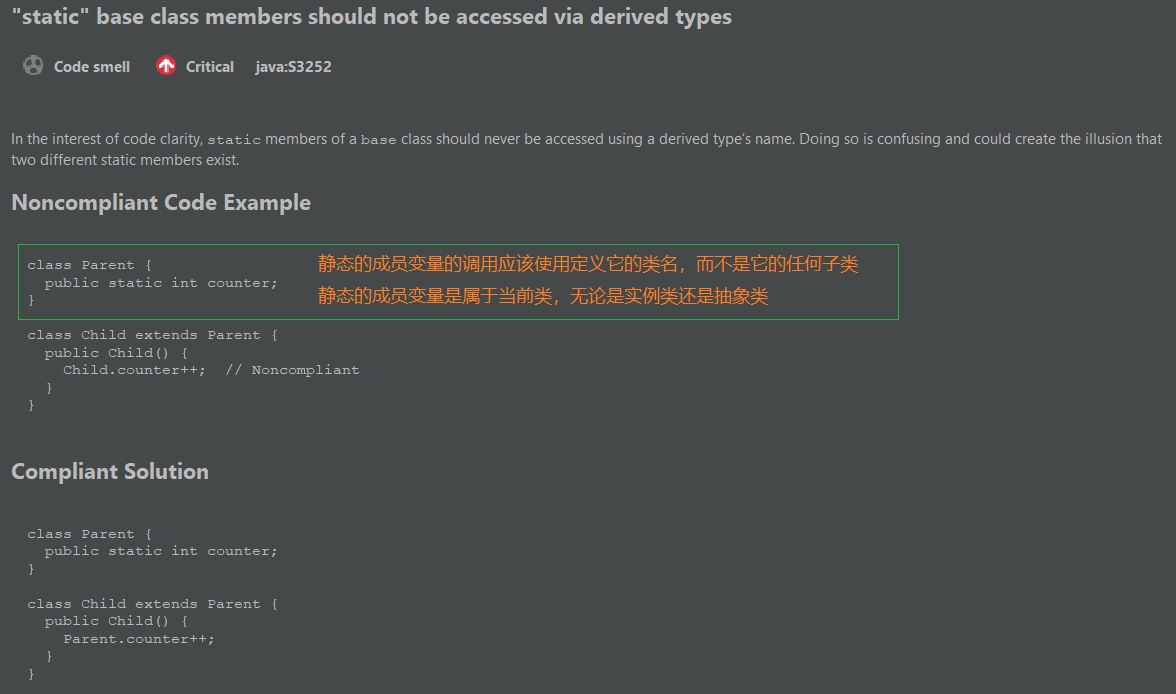 "static" base class members should not be accessed via derived types
Code smell Critical java:S3252
In the interest of code clarity, static members of a base class should never be accessed using a derived type's name. Doing so is confusing and could create the illusion that
two different static members exist.
Noncompliant Code Example
class Parent {
静态的成员变量的调用应该使用定义它的类名，而不是它的任何子类
public static int counter;
}
静态的成员变量是属于当前类，无论是实例类还是抽象类
class Child extends Parent {
public Child() {
Child.counter++; // Noncompliant
}
}
Compliant Solution
class Parent {
public static int counter;
}
class Child extends Parent {
public Child() {
Parent.counter++;
}
}